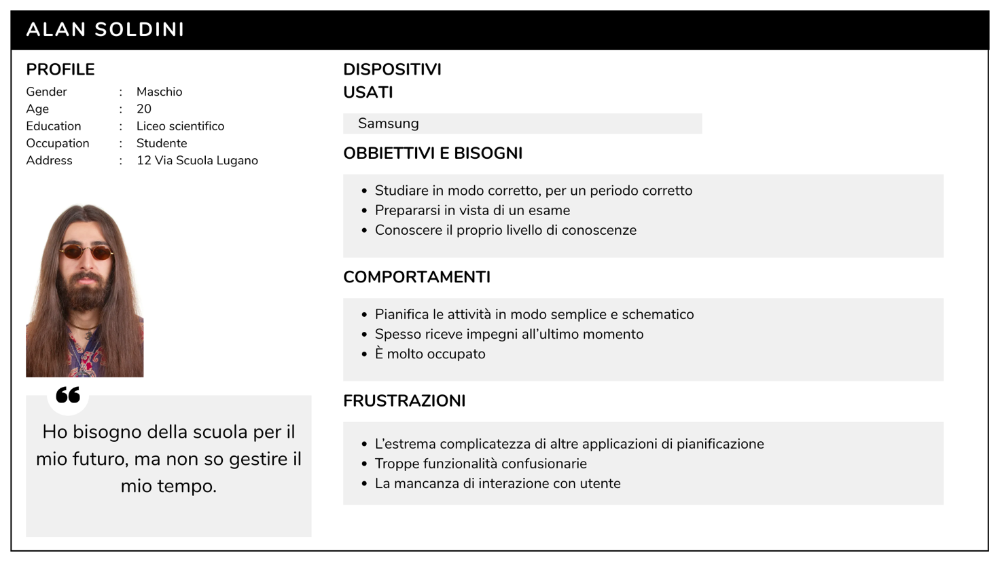 ALAN SOLDINI
PROFILE
Gender : Maschio
Age : 20
Education : Liceo scientifico
Occupation : Studente
Address : 12 Via Scuola Lugano
“
Ho bisogno della scuola per il
mio futuro, ma non so gestire il
mio tempo.
DISPOSITIVI
USATI
Samsung
OBBIETTIVI E BISOGNI
• Studiare in modo corretto, per un periodo corretto
• Prepararsi in vista di un esame
• Conoscere il proprio livello di conoscenze
COMPORTAMENTI
• Pianifica le attività in modo semplice e schematico
• Spesso riceve impegni all’ultimo momento
• È molto occupato
FRUSTRAZIONI
• L’estrema complicatezza di altre applicazioni di pianificazione
• Troppe funzionalità confusionarie
• La mancanza di interazione con utente